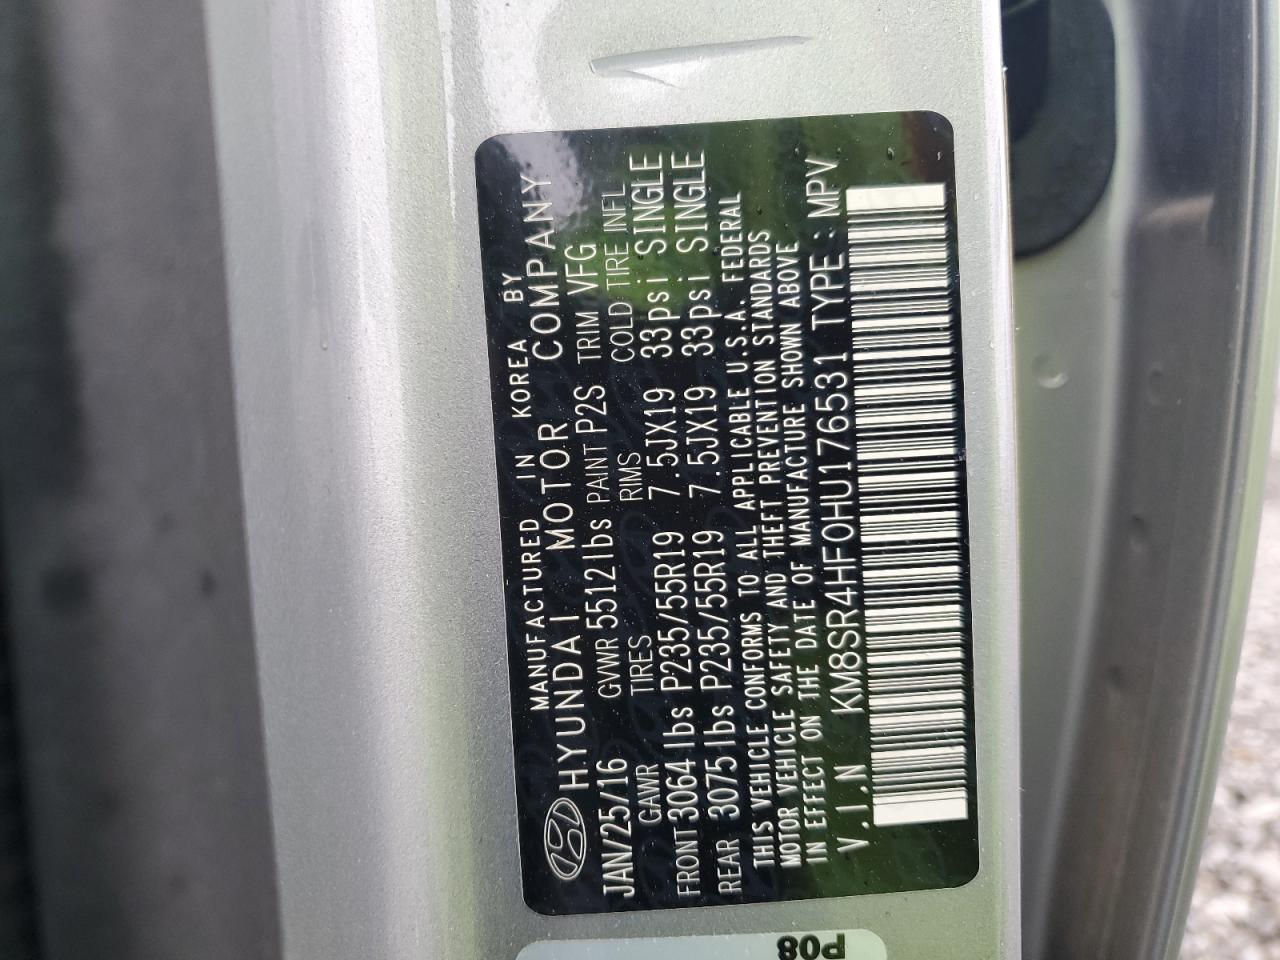 MANUFACTURED IN KOREA BY
HYUNDAI MOTOR COMPANY
JAN/25/16 GVWR 5512lbs PAINT P2S TRIM VFG
GAWR TIRES RIMS COLD TIRE INFL
FRONT 3064lbs P235/55R19 7.5JX19 33psi SINGLE
REAR 3075lbs P235/55R19 7.5JX19 33psi SINGLE
THIS VEHICLE CONFORMS TO ALL APPLICABLE U.S.A. FEDERAL
MOTOR VEHICLE SAFETY AND THEFT PREVENTION STANDARDS
IN EFFECT ON THE DATE OF MANUFACTURE SHOWN ABOVE
V.I.N KM8SR4HF0HU176531 TYPE : MPV
P08